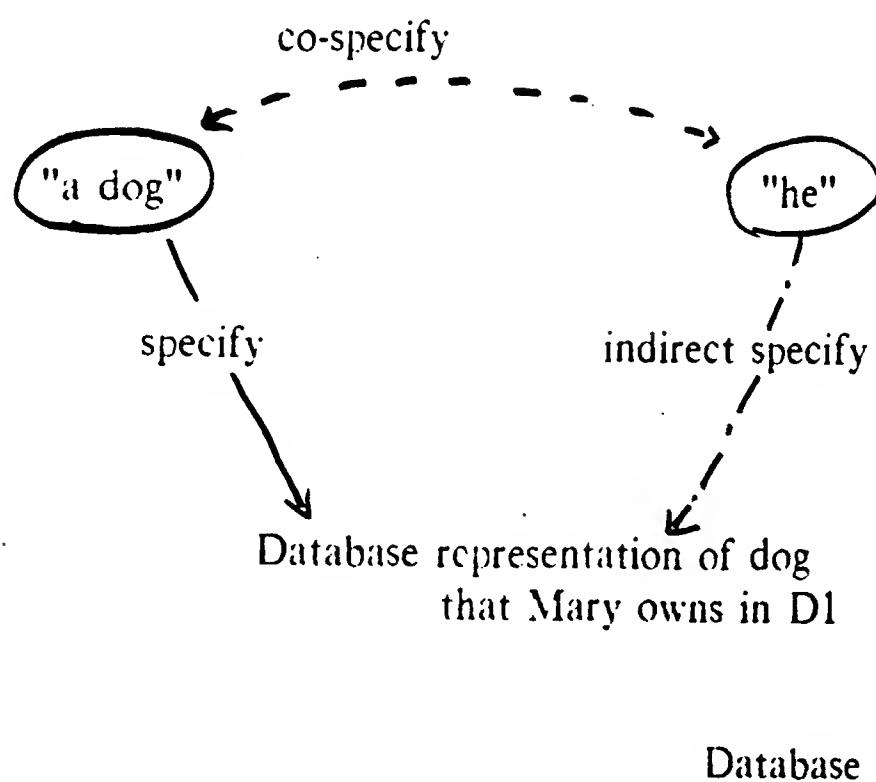 co-specify
"a dog"
"he"
specify
indirect specify
Database representation of dog
that Mary owns in D1
Database